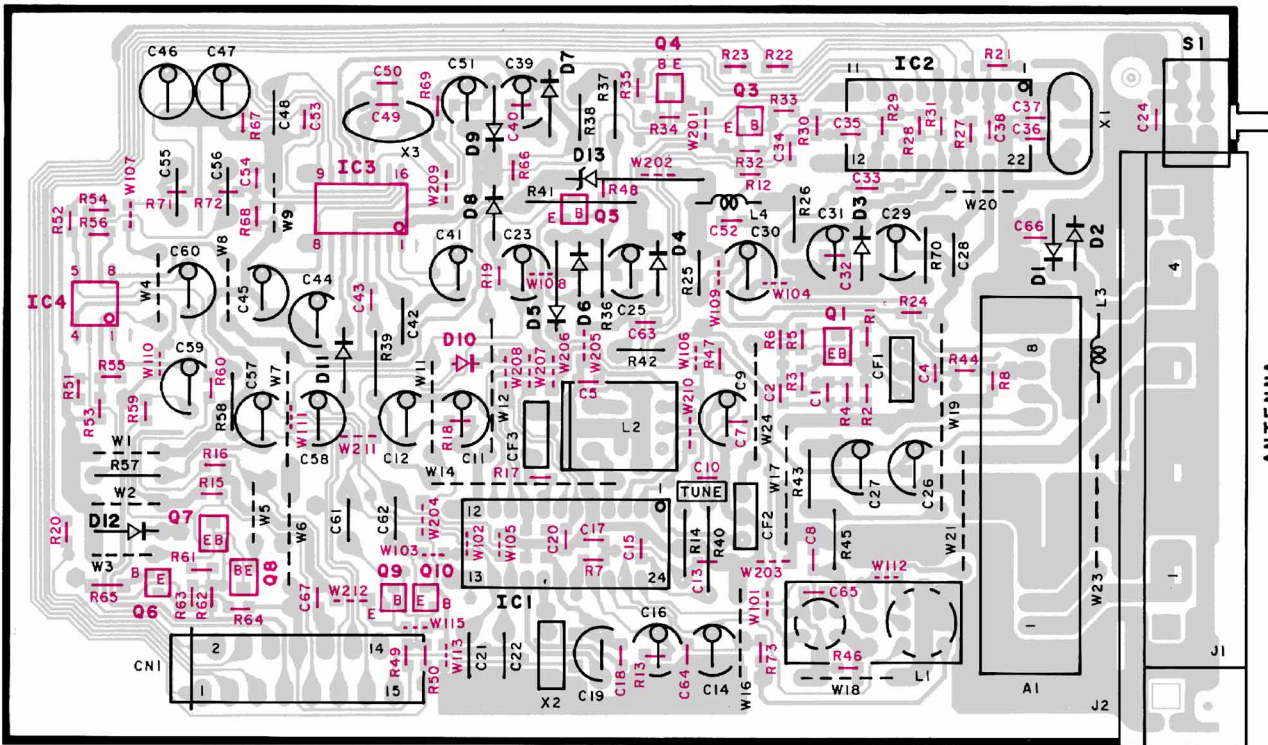 C46
C47
C48
R67
C53
C50
C49
X3
R69
C51
C39
C40
D7
D9
R38
R37
R35
Q4
B E
R34
W201
R23
R22
Q3
E
B
R33
R32
C34
R30
C35
11
IC2
1
R29
R28
R31
R27
C38
C37
C36
12
22
R21
X1
S1
C24
W107
C55
C56
C54
R71
R72
R68
W9
9
IC3
16
8
1
W209
D8
R66
D13
W202
R41
R48
E
B
Q5
R12
L4
C52
R26
C33
W20
R52
R54
R56
C60
W8
W4
C45
C44
C43
C41
R19
C23
W108
D5
D6
R36
C25
D4
R25
W109
C30
W104
C31
C32
D3
C29
R70
C28
C66
D1
D2
5
8
IC4
4
1
4
L3
W110
C59
R60
R55
R51
R53
R59
R58
C57
W7
D11
R39
C42
W11
D10
W208
W207
W206
W205
C63
R42
W106
R47
C9
R6
R5
Q1
EB
R1
R24
CF1
C4
R44
R8
8
W111
C58
W211
C12
R18
C11
W12
CF3
C5
L2
W210
C7
W24
C2
R3
C1
R4
R2
W19
ANTENNA
W1
R57
R16
R15
W2
W14
R17
C10
TUNE
W17
R43
C27
C26
R20
D12
Q7
EB
W5
W6
C61
C62
W204
12
1
W102
W105
C20
C17
C15
R7
R14
R40
C13
CF2
C8
R45
W21
W23
W3
R61
B
E
BE
Q8
W103
13
24
IC1
W203
W112
1
R65
Q6
R63
R62
R64
C67
W212
Q9
Q10
E
B
E
B
W101
C65
W115
CN1
2
14
1
15
R49
R50
W113
C21
C22
X2
C19
C18
C16
R13
C64
C14
W16
R73
R46
W18
L1
1
A1
J2
J1